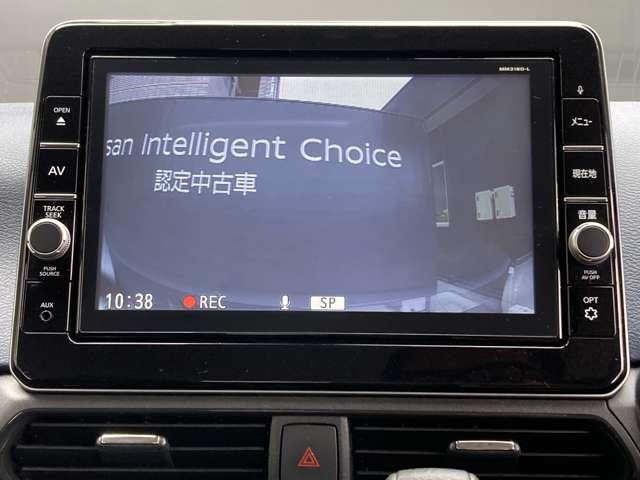 MM316D-L
OPEN
AV
TRACK
SEEK
PUSH
SOURCE
AUX
san Intelligent Choice
認定中古車
10:38
REC
SP
メニュー
現在地
音量
PUSH
AV OFF
OPT